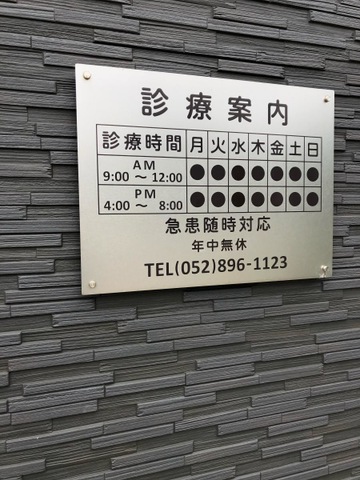 診療案内
診療時間 月 火 水 木 金 土 日
AM
9:00 ～ 12:00 ● ● ● ● ● ● ●
PM
4:00 ～ 8:00 ● ● ● ● ● ● ●
急患随時対応
年中無休
TEL(052)896-1123